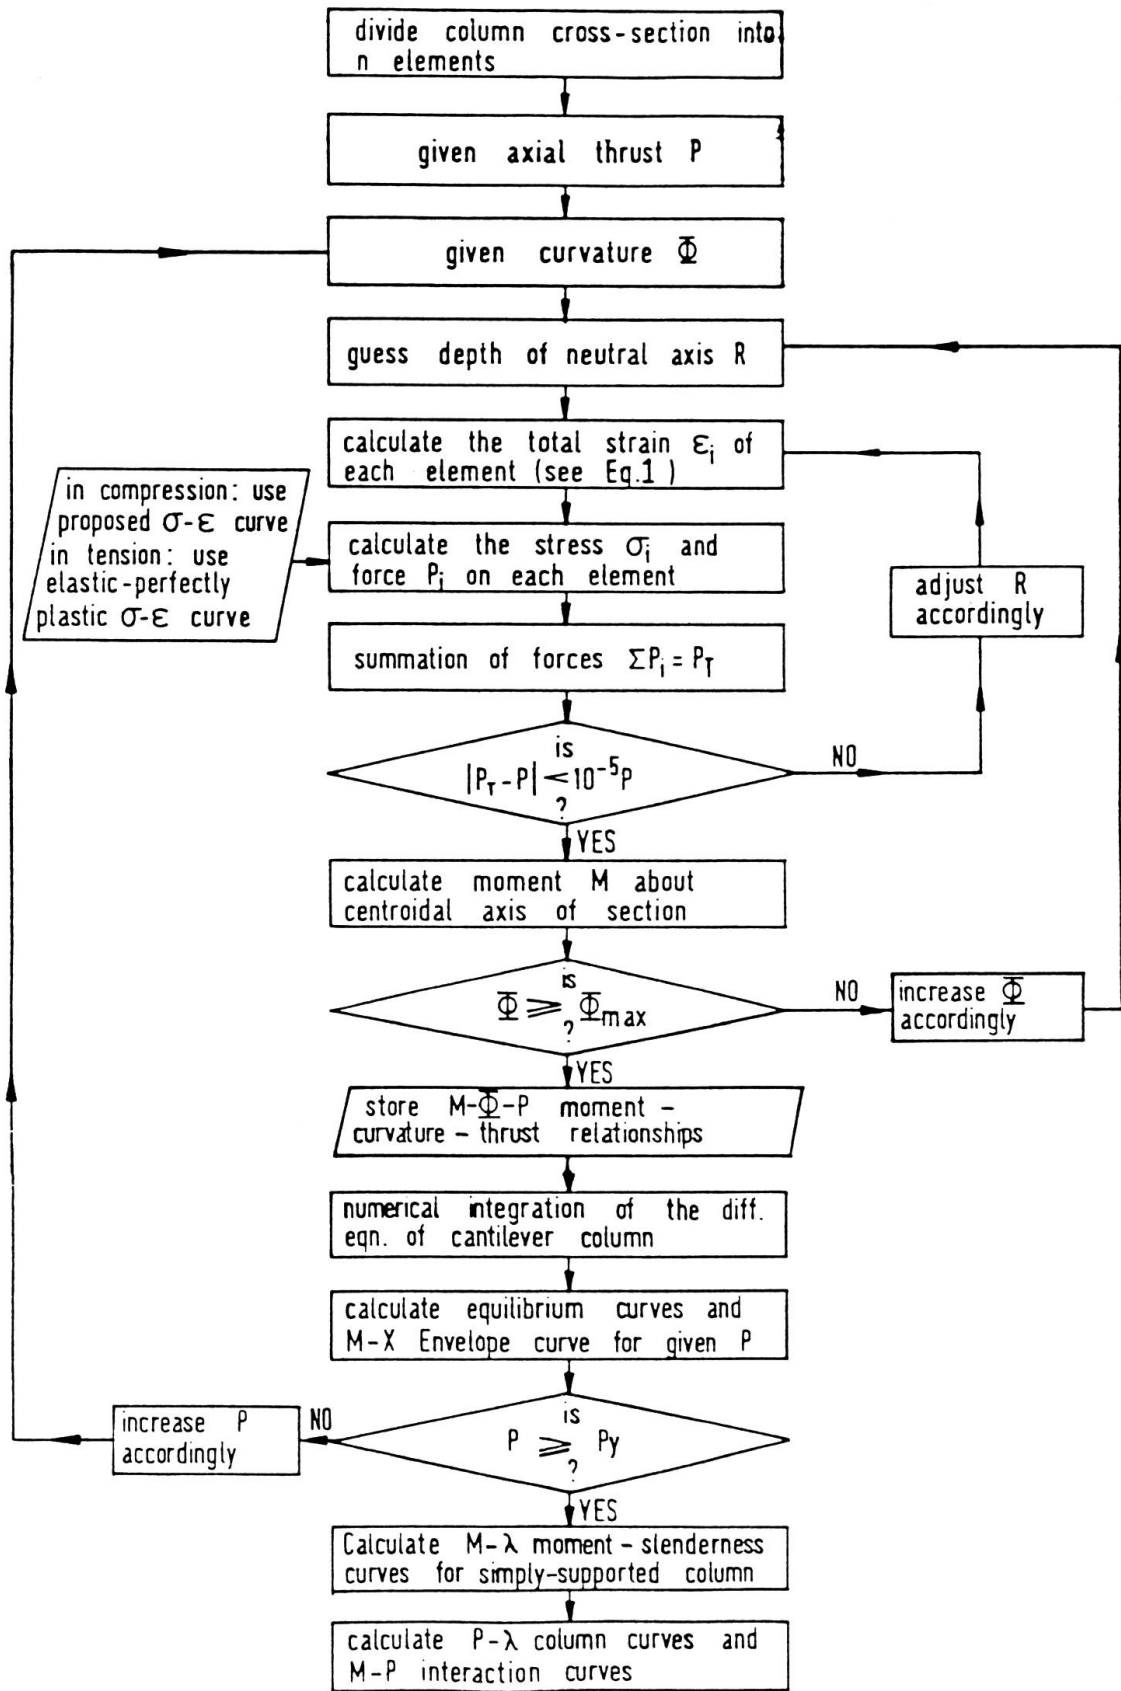 divide column cross-section into
n elements
given axial thrust P
given curvature Φ
guess depth of neutral axis R
calculate the total strain εi of
each element (see Eq.1)
in compression: use
proposed σ-ε curve
in tension: use
elastic-perfectly
plastic σ-ε curve
calculate the stress σi and
force Pi on each element
adjust R
accordingly
summation of forces ΣPi = PT
is
|PT-P| < 10⁻⁵P
?
NO
YES
calculate moment M about
centroidal axis of section
is
Φ ⩾ Φmax
?
NO
increase Φ
accordingly
YES
store M-Φ-P moment -
curvature - thrust relationships
numerical integration of the diff.
eqn. of cantilever column
calculate equilibrium curves and
M-X Envelope curve for given P
is
P ⩾ Py
?
NO
increase P
accordingly
YES
Calculate M-λ moment - slenderness
curves for simply-supported column
calculate P-λ column curves and
M-P interaction curves